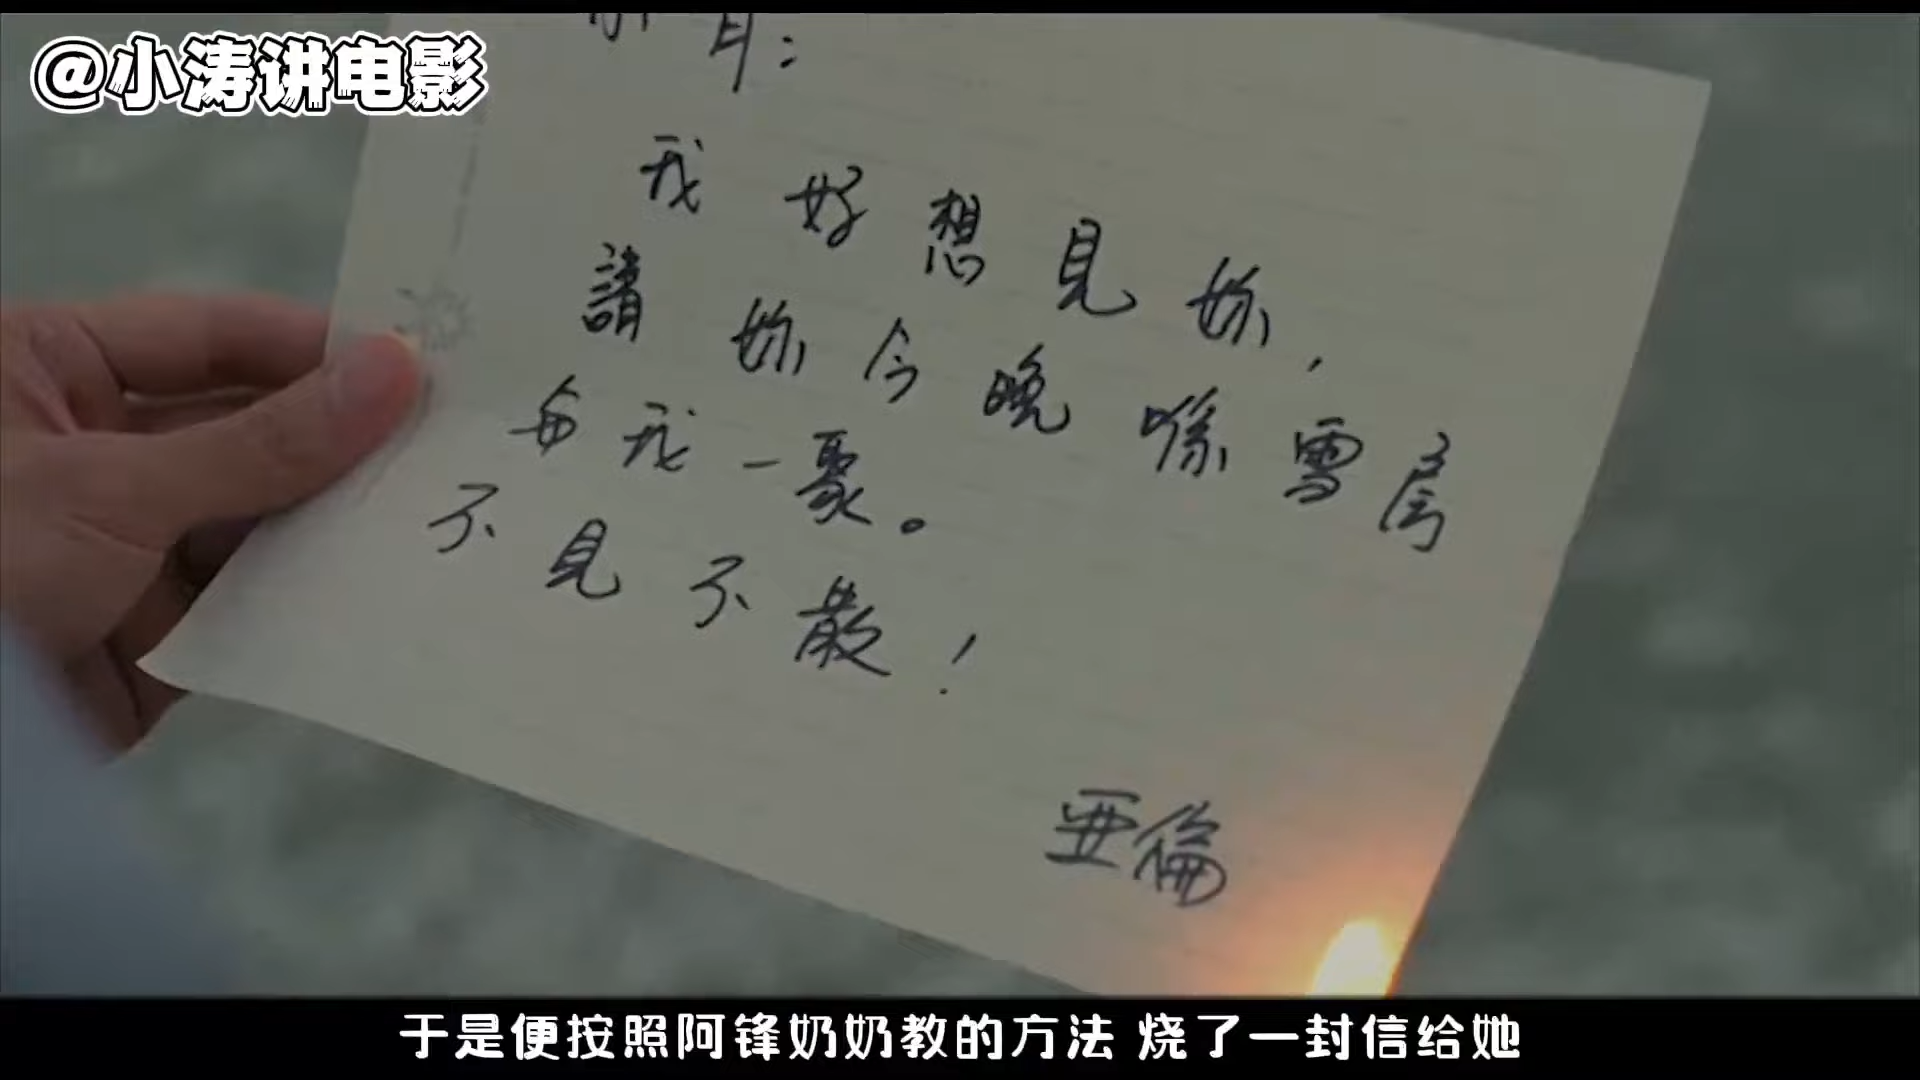 @小涛讲电影
我好想見妳，
請妳今晚喺雪房
与我一聚。
不見不散！
亞倫
于是便按照阿锋奶奶教的方法 烧了一封信给她